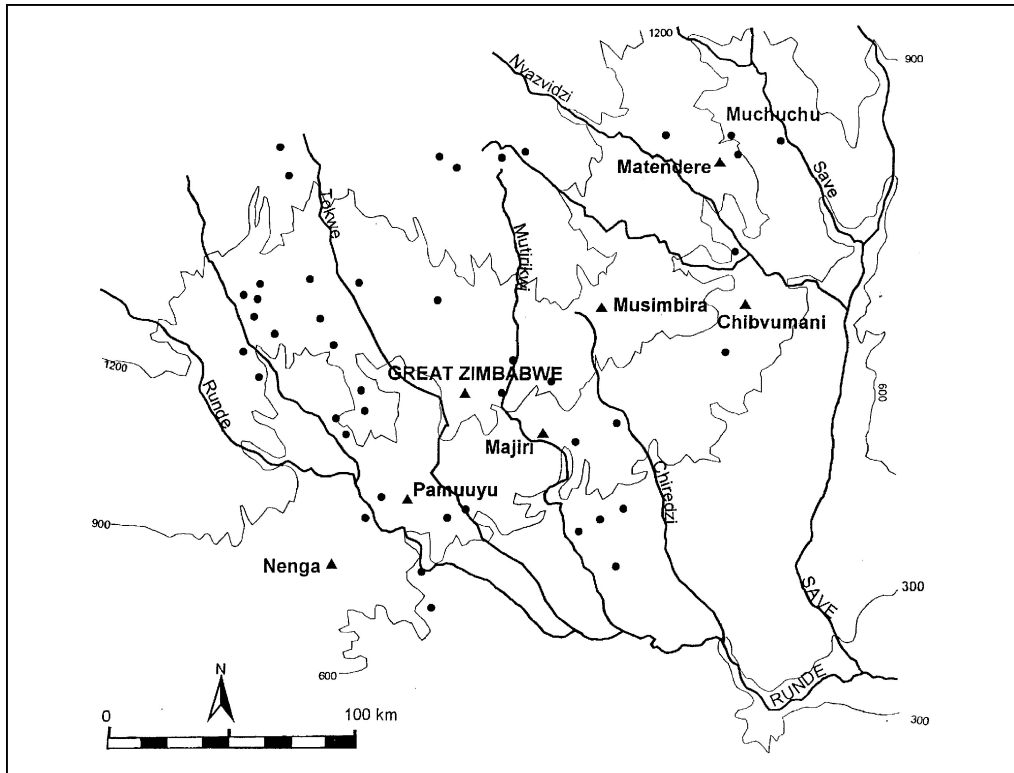 1200
900
Nyazvidzi
Muchuchu
Matendere
Save
Tokwe
Mutirikwi
Musimbira
Chibvumani
1200
GREAT ZIMBABWE
600
Runde
Majiri
Chiredzi
Pamuuyu
900
Nenga
SAVE
300
600
RUNDE
300
N
0
100 km